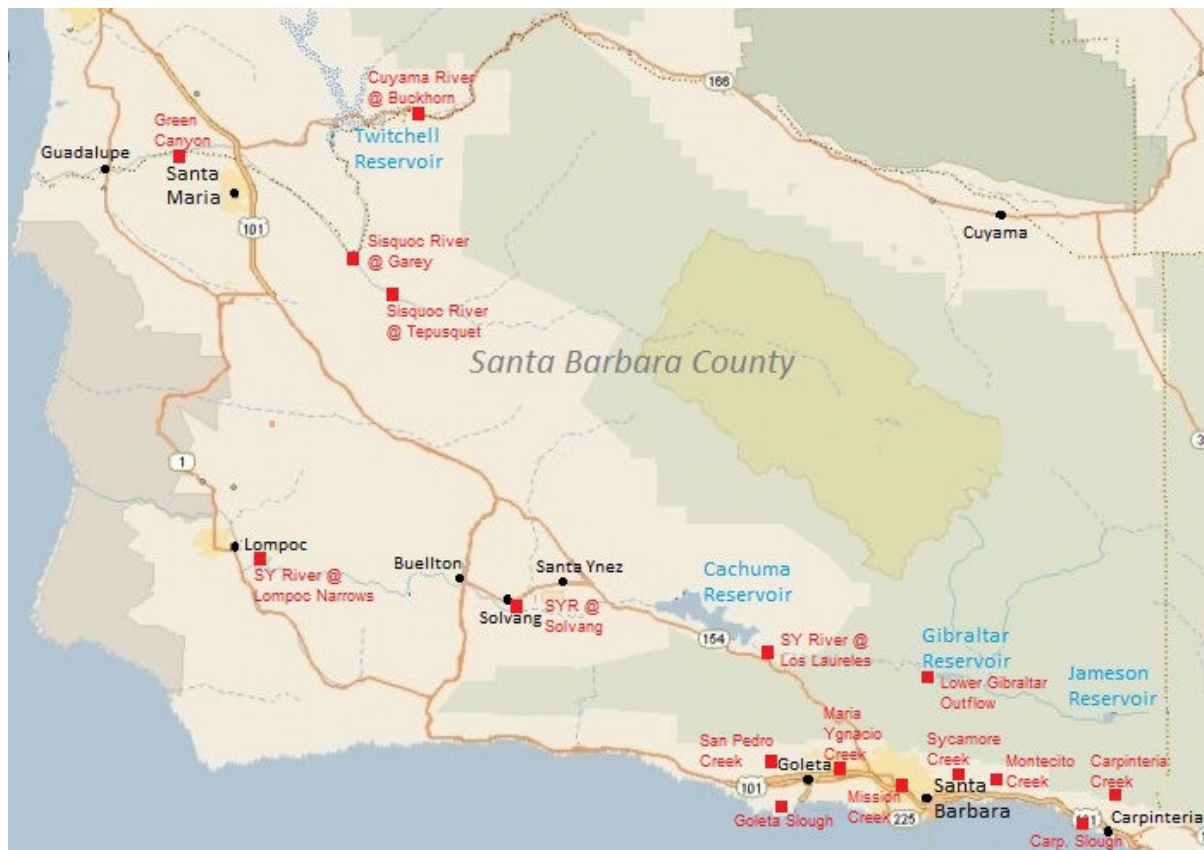 Cuyama River
@ Buckhorn
166
Green
Canyon
Twitchell
Reservoir
Guadalupe
Santa
Maria
101
Cuyama
Sisquoc River
@ Garey
Sisquoc River
@ Tepusquet
Santa Barbara County
3
1
Lompoc
SY River @
Lompoc Narrows
Buellton
Santa Ynez
Solvang
SYR @
Solvang
Cachuma
Reservoir
154
SY River @
Los Laureles
Gibraltar
Reservoir
Lower Gibraltar
Outflow
Jameson
Reservoir
Maria
Ygnacio
Creek
San Pedro
Creek
Goleta
Sycamore
Creek
Montecito
Creek
Carpinteria
Creek
101
Goleta Slough
Mission
Creek
225
Santa
Barbara
101
Carpinteria
Carp. Slough